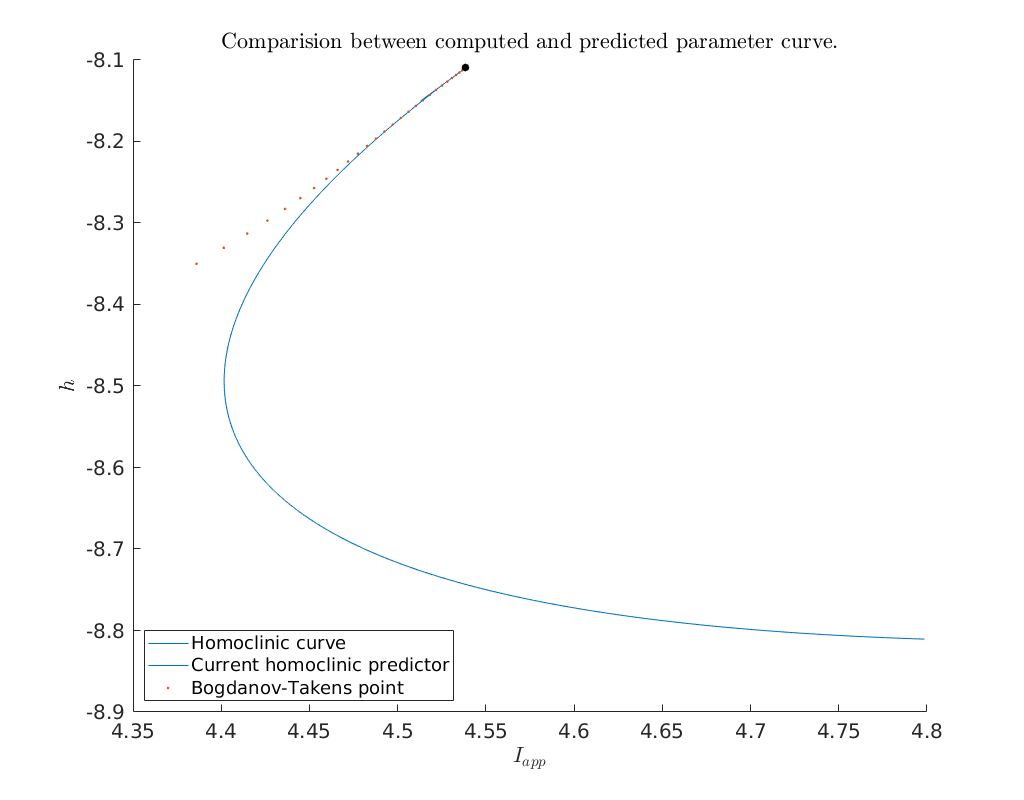 Comparision between computed and predicted parameter curve.
-8.1
-8.2
-8.3
-8.4
-8.5
-8.6
-8.7
-8.8
-8.9
h
Homoclinic curve
Current homoclinic predictor
Bogdanov-Takens point
4.35 4.4 4.45 4.5 4.55 4.6 4.65 4.7 4.75 4.8
I_{app}